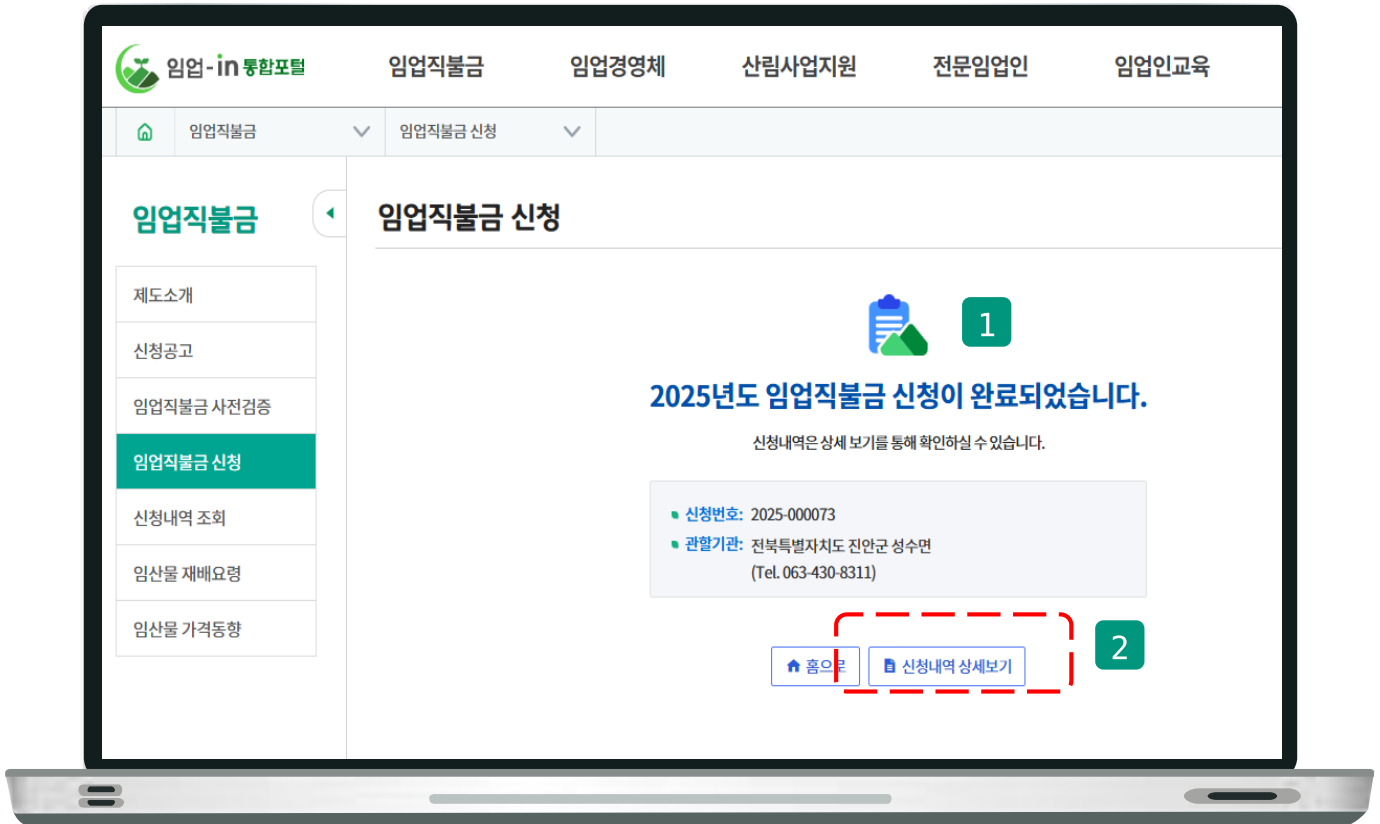 임업-in 통합포털
임업직불금 임업경영체 산림사업지원 전문임업인 임업인교육
임업직불금 임업직불금 신청
임업직불금
제도소개
신청공고
임업직불금 사전검증
임업직불금 신청
신청내역 조회
임산물 재배요령
임산물 가격동향
임업직불금 신청
1
2025년도 임업직불금 신청이 완료되었습니다.
신청내역은 상세 보기를 통해 확인하실 수 있습니다.
신청번호: 2025-000073
관할기관: 전북특별자치도 진안군 성수면
(Tel. 063-430-8311)
홈으로 신청내역 상세보기
2